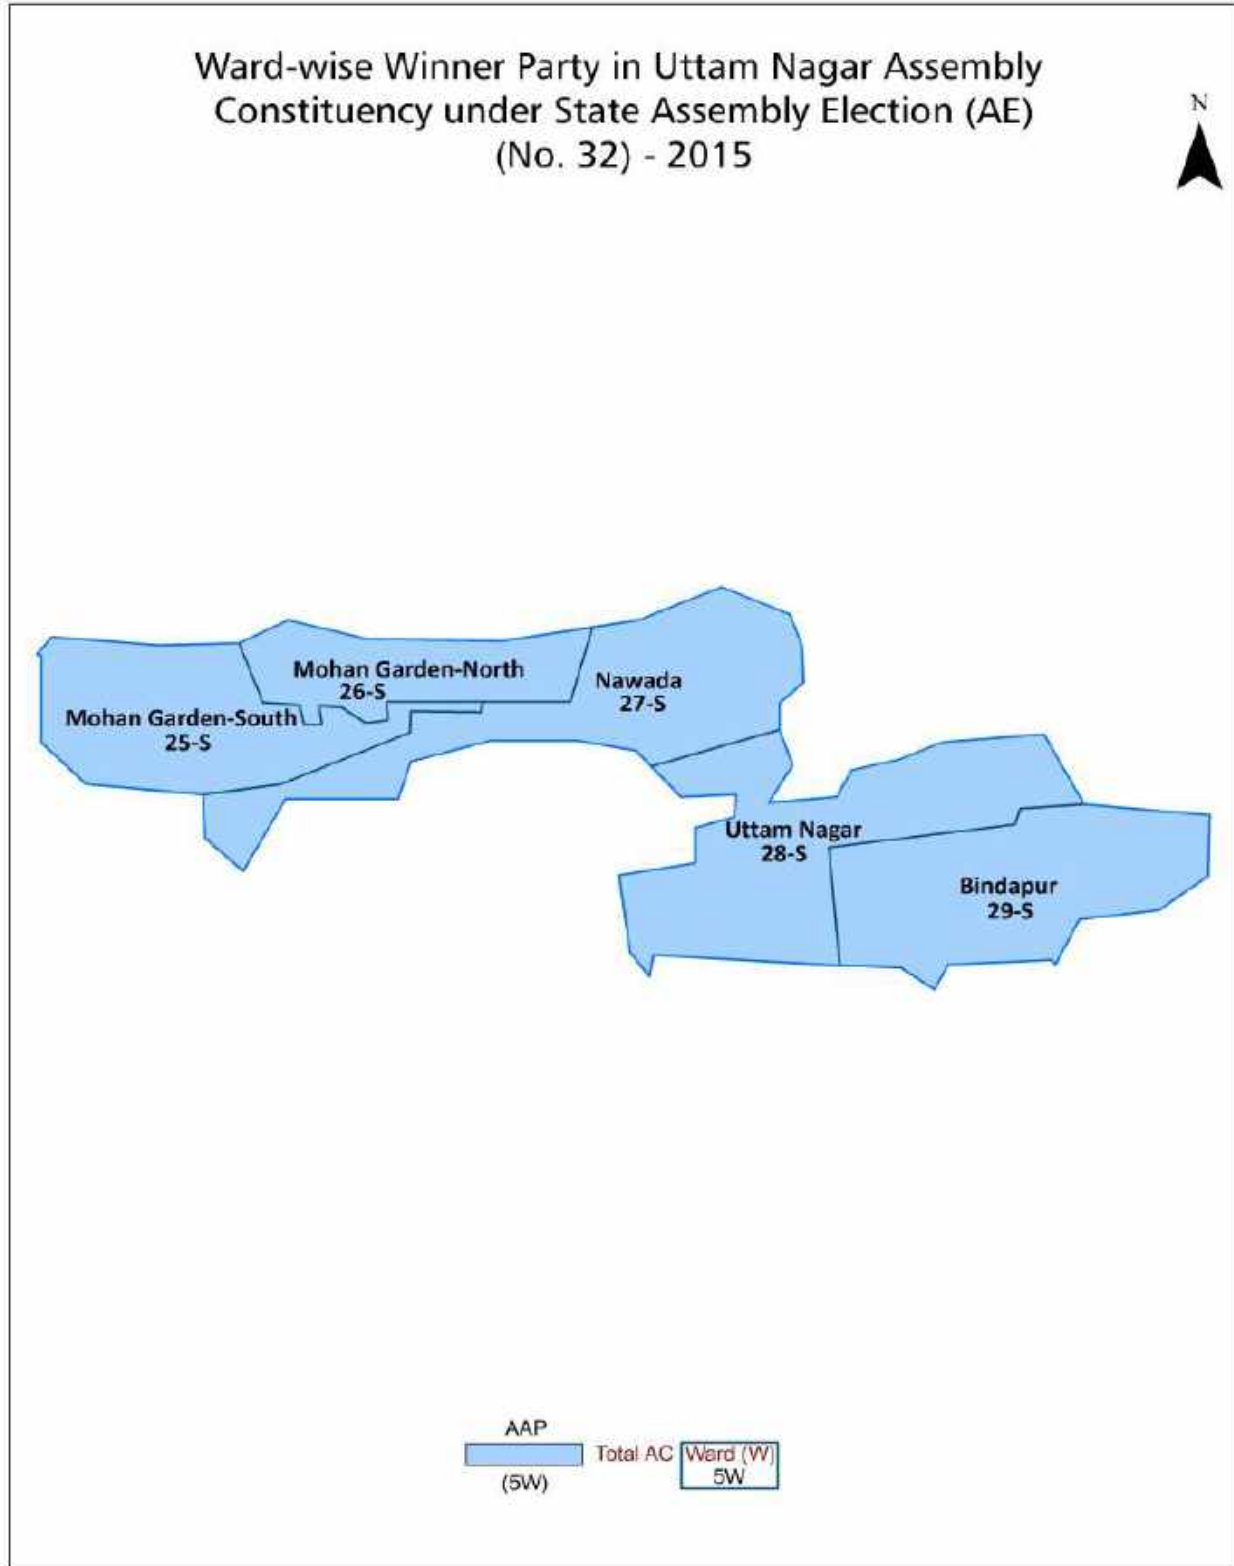 Ward-wise Winner Party in Uttam Nagar Assembly
Constituency under State Assembly Election (AE)
(No. 32) - 2015
N
Mohan Garden-North
26-S
Nawada
27-S
Mohan Garden-South
25-S
Uttam Nagar
28-S
Bindapur
29-S
AAP
(5W)
Total AC
Ward (W)
5W